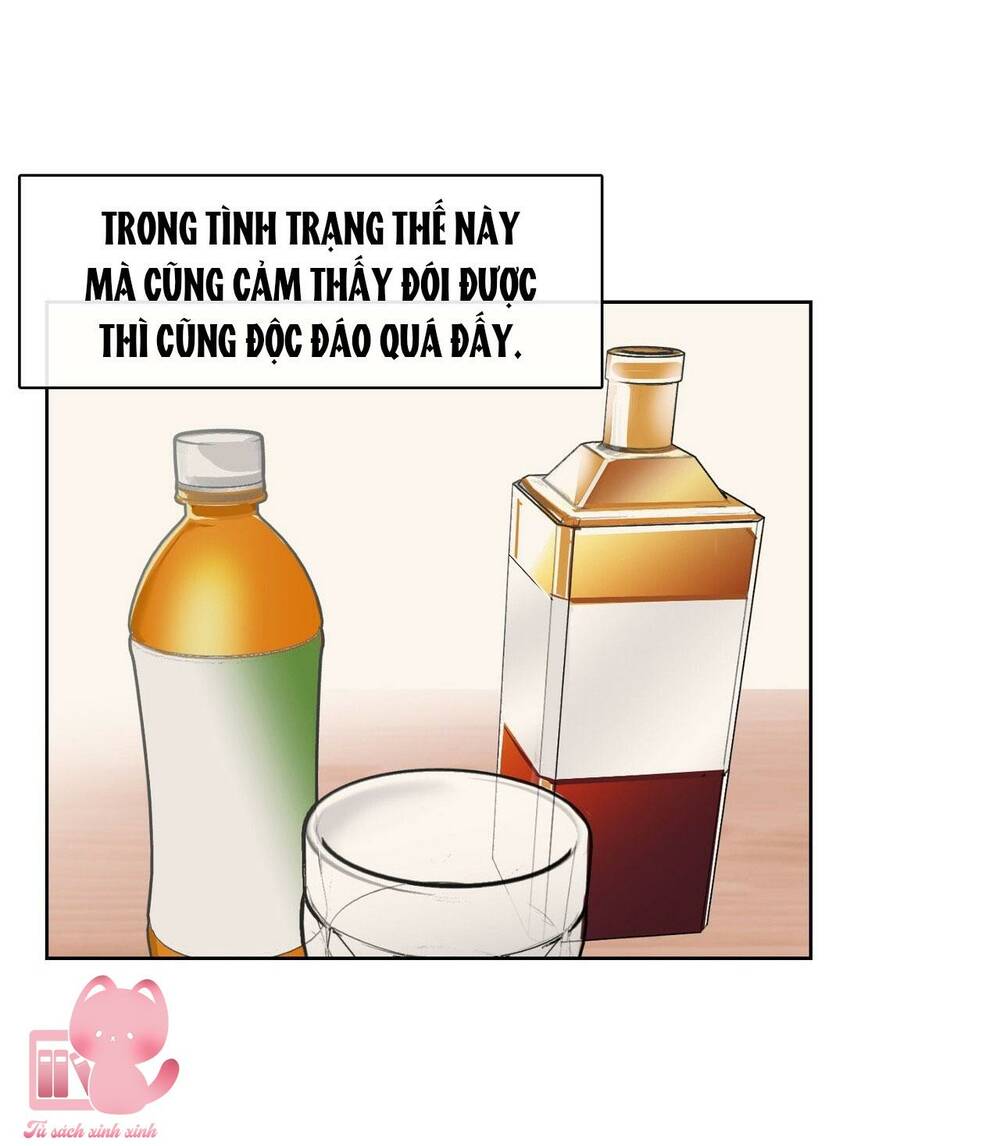 TRONG TÌNH TRẠNG THẾ NÀY
MÀ CŨNG CẢM THẤY ĐÓI ĐƯỢC
THÌ CŨNG ĐỘC ĐÁO QUÁ ĐẤY.
Tủ sách xinh xinh